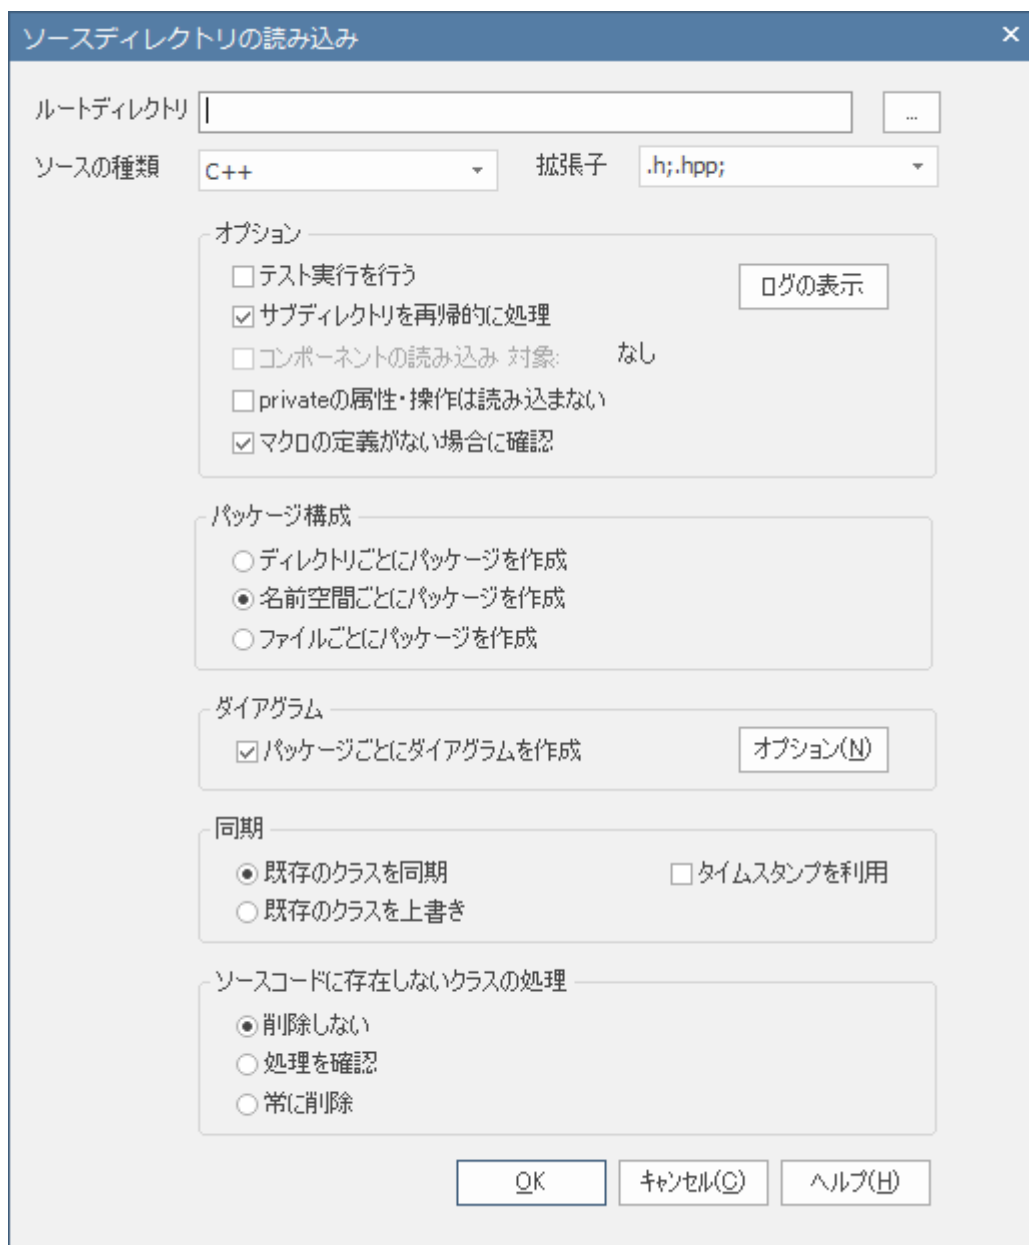 ソースディレクトリの読み込み
ルートディレクトリ ...
ソースの種類 C++ 拡張子 .h;.hpp;
オプション
テスト実行を行う ログの表示
サブディレクトリを再帰的に処理
コンポーネントの読み込み 対象: なし
privateの属性・操作は読み込まない
マクロの定義がない場合に確認
パッケージ構成
ディレクトリごとにパッケージを作成
名前空間ごとにパッケージを作成
ファイルごとにパッケージを作成
ダイアグラム
パッケージごとにダイアグラムを作成 オプション(N)
同期
既存のクラスを同期 タイムスタンプを利用
既存のクラスを上書き
ソースコードに存在しないクラスの処理
削除しない
処理を確認
常に削除
OK キャンセル(C) ヘルプ(H)